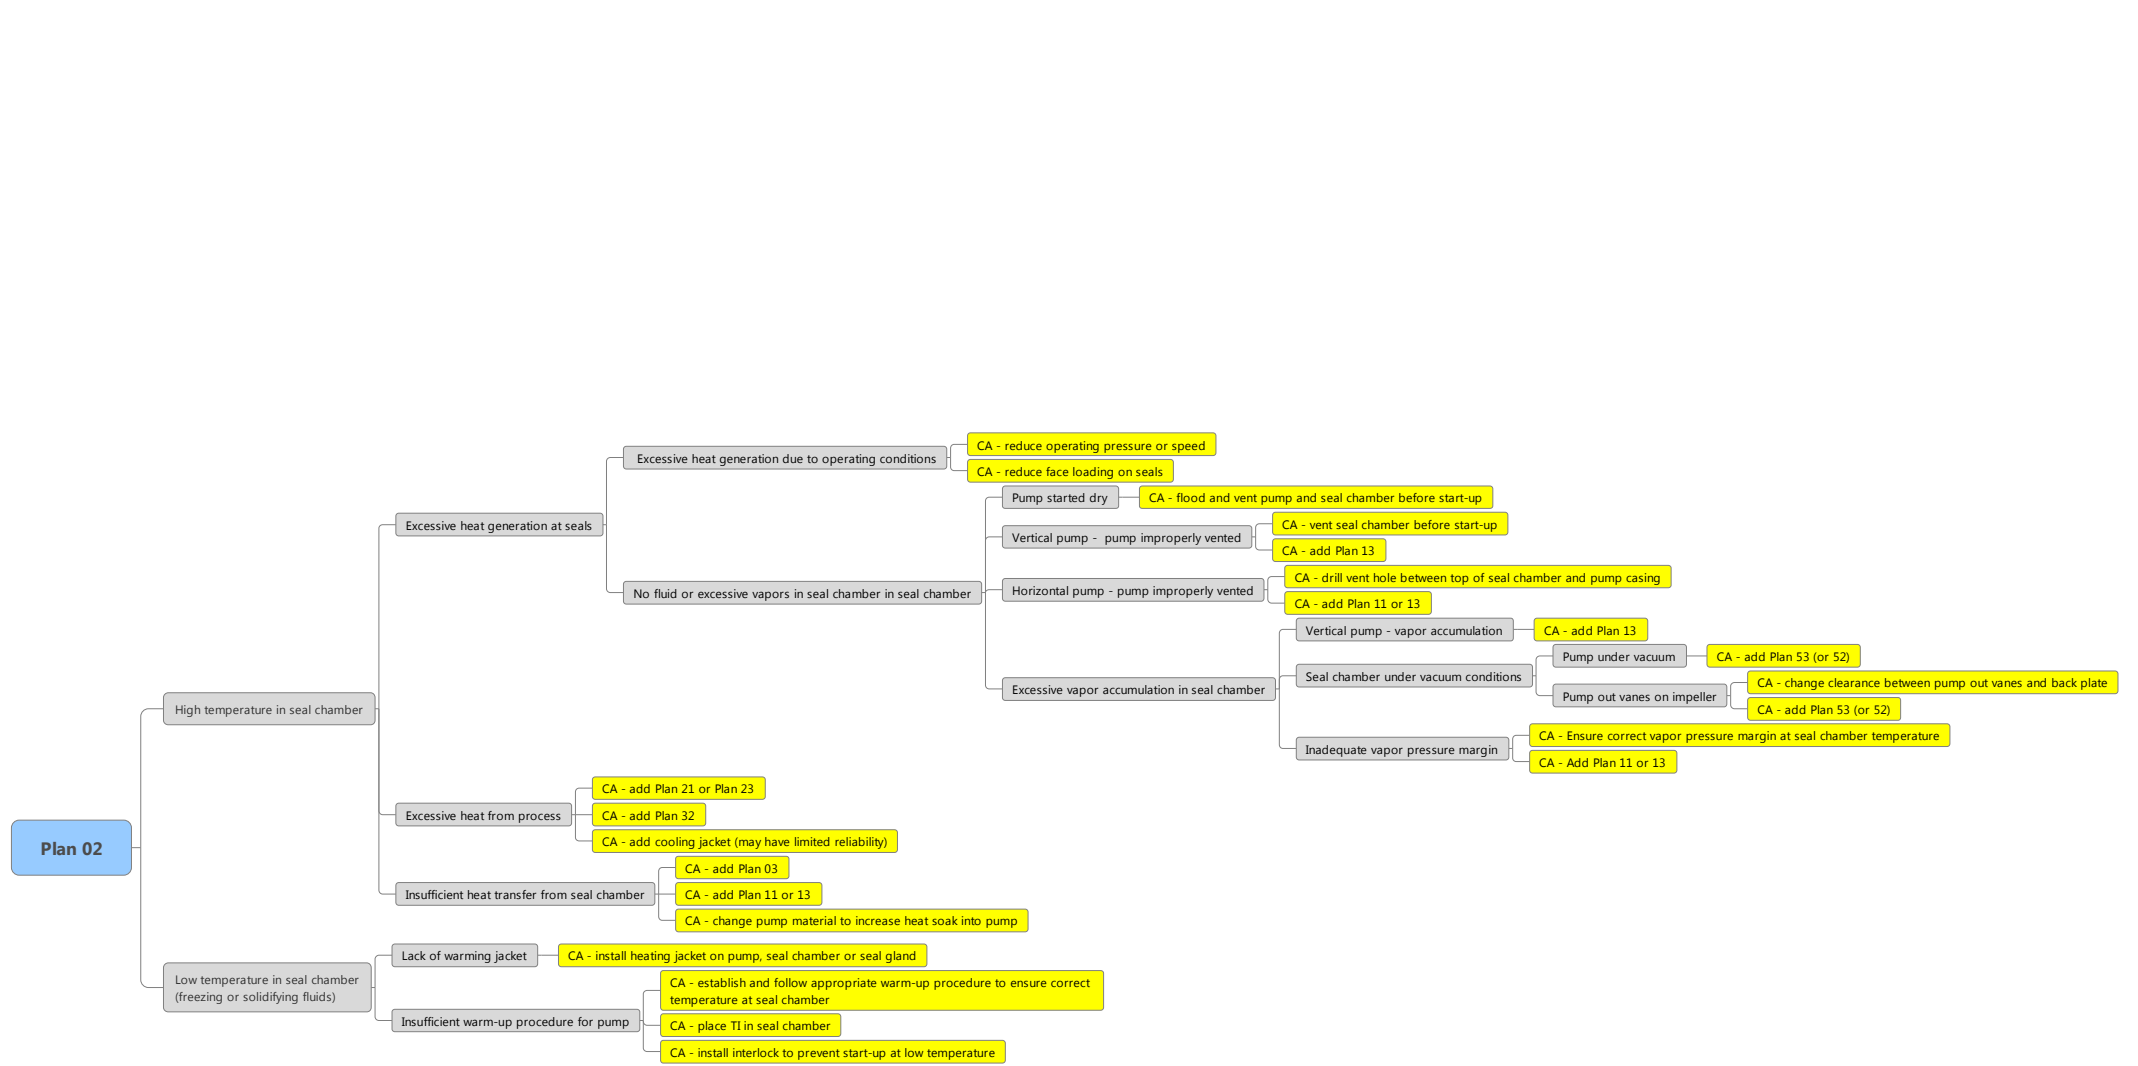 CA - reduce operating pressure or speed
Excessive heat generation due to operating conditions
CA - reduce face loading on seals
Pump started dry
CA - flood and vent pump and seal chamber before start-up
Excessive heat generation at seals
CA - vent seal chamber before start-up
Vertical pump -  pump improperly vented
CA - add Plan 13
No fluid or excessive vapors in seal chamber in seal chamber
CA - drill vent hole between top of seal chamber and pump casing
Horizontal pump - pump improperly vented
CA - add Plan 11 or 13
Vertical pump - vapor accumulation
CA - add Plan 13
Pump under vacuum
CA - add Plan 53 (or 52)
Seal chamber under vacuum conditions
Excessive vapor accumulation in seal chamber
CA - change clearance between pump out vanes and back plate
Pump out vanes on impeller
CA - add Plan 53 (or 52)
High temperature in seal chamber
CA - Ensure correct vapor pressure margin at seal chamber temperature
Inadequate vapor pressure margin
CA - Add Plan 11 or 13
CA - add Plan 21 or Plan 23
Excessive heat from process
CA - add Plan 32
CA - add cooling jacket (may have limited reliability)
Plan 02
CA - add Plan 03
Insufficient heat transfer from seal chamber
CA - add Plan 11 or 13
CA - change pump material to increase heat soak into pump
Lack of warming jacket
CA - install heating jacket on pump, seal chamber or seal gland
Low temperature in seal chamber
(freezing or solidifying fluids)
CA - establish and follow appropriate warm-up procedure to ensure correct
temperature at seal chamber
Insufficient warm-up procedure for pump
CA - place TI in seal chamber
CA - install interlock to prevent start-up at low temperature